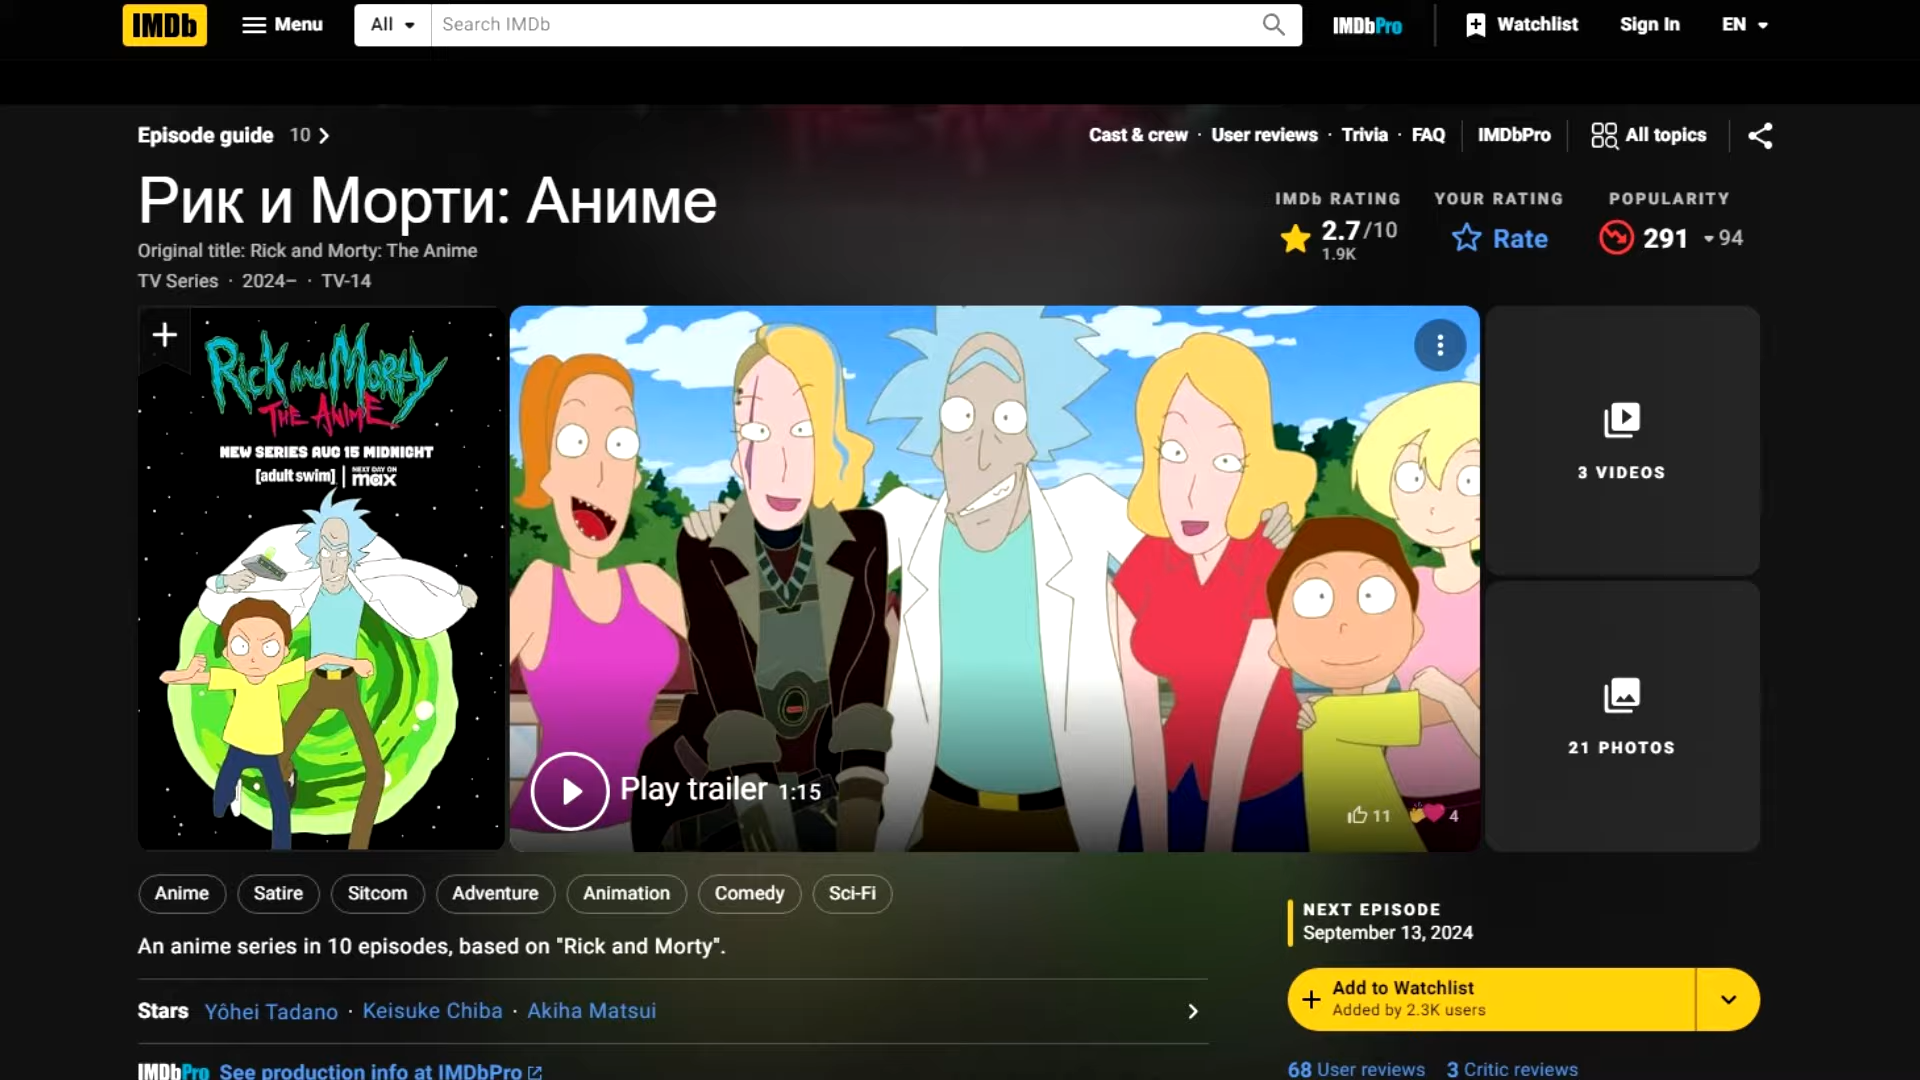 IMDb Menu All Search IMDb IMDbPro Watchlist Sign In EN
Episode guide 10 Cast & crew · User reviews · Trivia · FAQ IMDbPro All topics
Рик и Морти: Аниме
Original title: Rick and Morty: The Anime
TV Series · 2024– · TV-14
IMDb RATING YOUR RATING POPULARITY
2.7/10 Rate 291 94
1.9K
RICK AND MORTY
THE ANIME
NEW SERIES AUG 15 MIDNIGHT
[adult swim] | NEXT DAY ON max
Play trailer 1:15
11 4
3 VIDEOS
21 PHOTOS
Anime Satire Sitcom Adventure Animation Comedy Sci-Fi
An anime series in 10 episodes, based on "Rick and Morty".
Stars Yôhei Tadano · Keisuke Chiba · Akiha Matsui
IMDbPro See production info at IMDbPro
NEXT EPISODE
September 13, 2024
Add to Watchlist
Added by 2.3K users
68 User reviews 3 Critic reviews